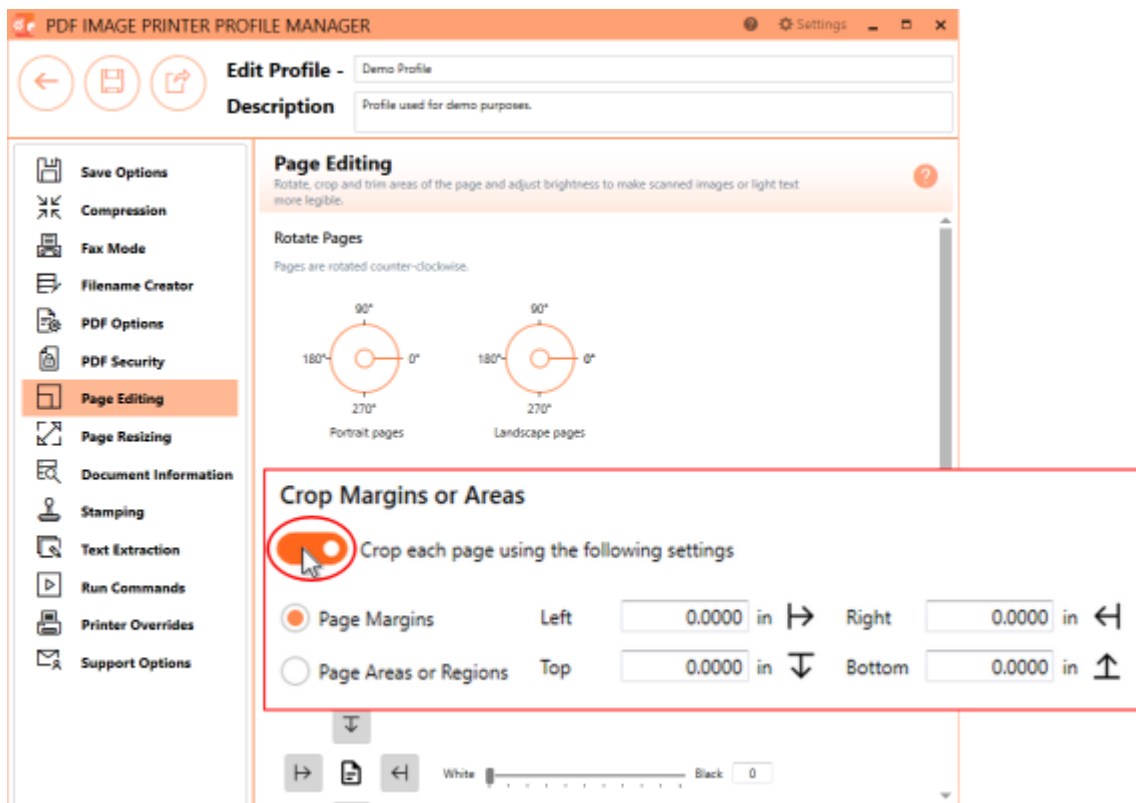 PDF IMAGE PRINTER PROFILE MANAGER
Settings
Edit Profile - Demo Profile
Description Profile used for demo purposes.
Save Options
Compression
Fax Mode
Filename Creator
PDF Options
PDF Security
Page Editing
Page Resizing
Document Information
Stamping
Text Extraction
Run Commands
Printer Overrides
Support Options
Page Editing
Rotate, crop and trim areas of the page and adjust brightness to make scanned images or light text
more legible.
?
Rotate Pages
Pages are rotated counter-clockwise.
90° 90°
180° 0° 180° 0°
270° 270°
Portrait pages Landscape pages
Crop Margins or Areas
Crop each page using the following settings
Page Margins Left 0.0000 in Right 0.0000 in
Page Areas or Regions Top 0.0000 in Bottom 0.0000 in
White Black 0